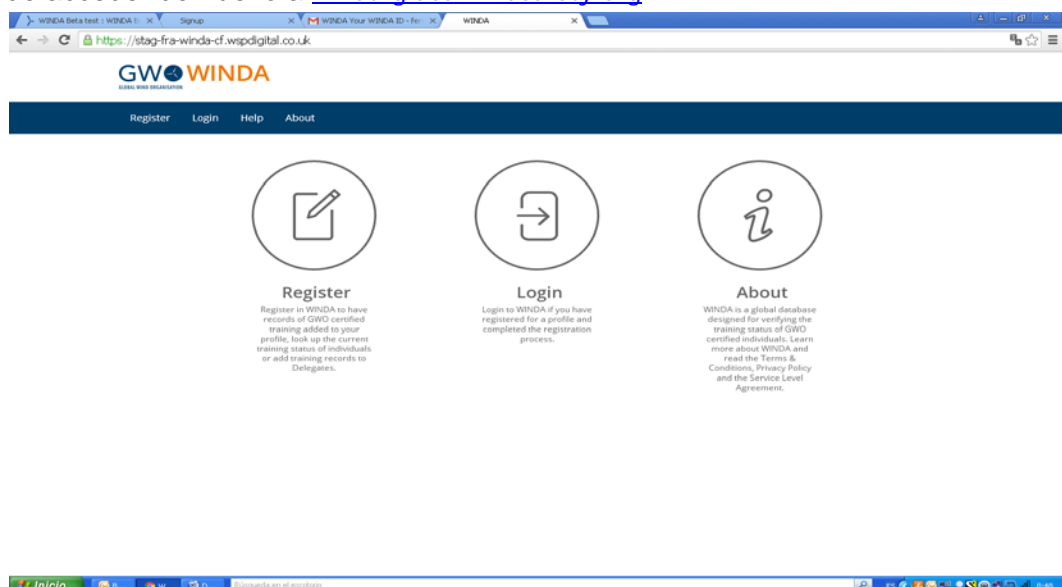 WINDA Beta test : WINDA B
Signup
WINDA Your WINDA ID - Fer
WINDA
https://stag-fra-winda-cf.wspdigital.co.uk
GWO WINDA
GLOBAL WIND ORGANISATION
Register
Login
Help
About
Register
Register in WINDA to have
records of GWO certified
training added to your
profile, look up the current
training status of individuals
or add training records to
Delegates.
Login
Login to WINDA if you have
registered for a profile and
completed the registration
process.
About
WINDA is a global database
designed for verifying the
training status of GWO
certified individuals. Learn
more about WINDA and
read the Terms &
Conditions, Privacy Policy
and the Service Level
Agreement.
Inicio
Búsqueda en el escritorio
ES